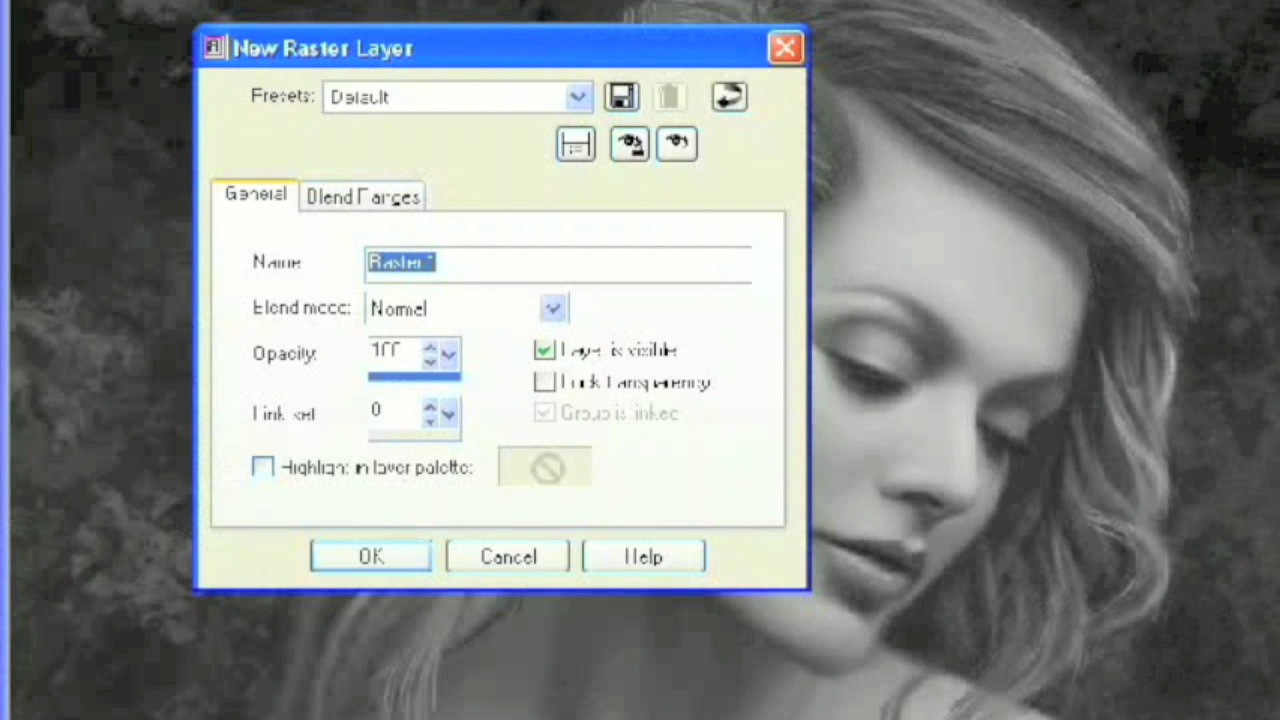 New Raster Layer
Presets: Default
General Blend Ranges
Name Raster 1
Blend mode: Normal
Opacity: 100
Layer is visible
Lock transparency
Link set 0
Group is linked
Highlight in layer palette:
OK Cancel Help